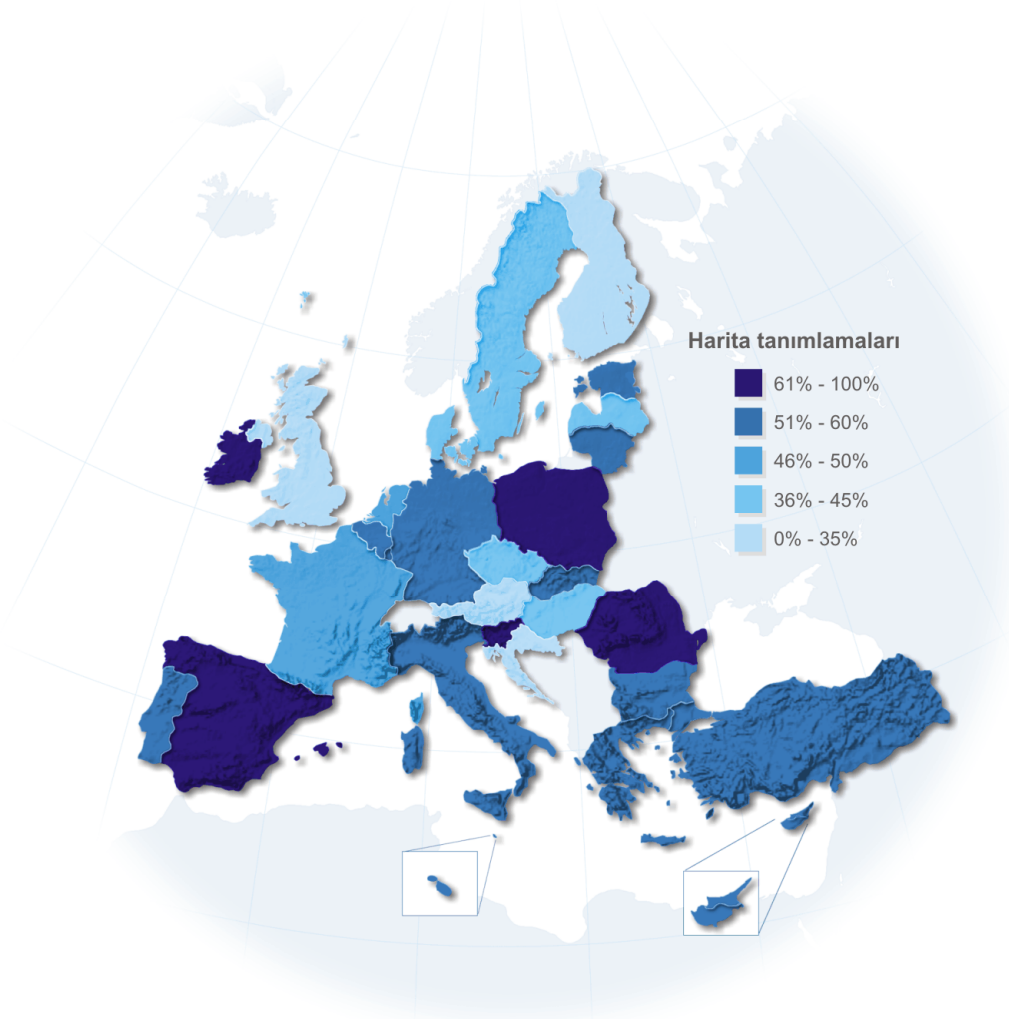 Harita tanımlamaları
61% - 100%
51% - 60%
46% - 50%
36% - 45%
0% - 35%